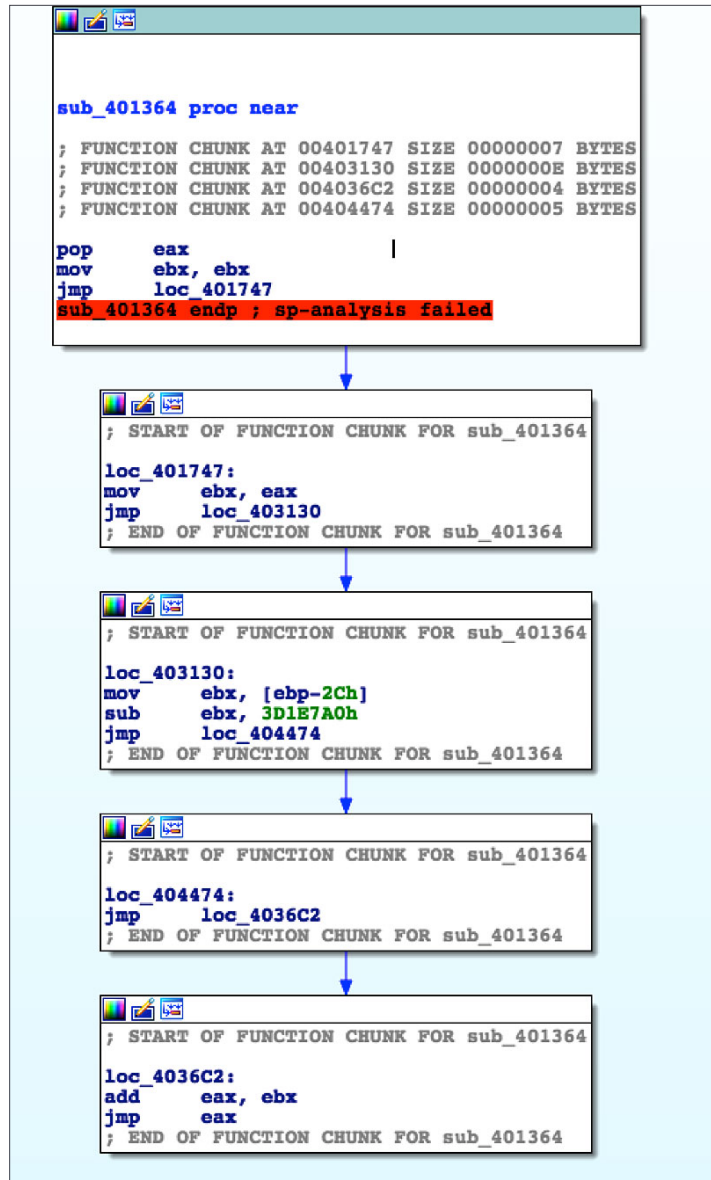 sub_401364 proc near
; FUNCTION CHUNK AT 00401747 SIZE 00000007 BYTES
; FUNCTION CHUNK AT 00403130 SIZE 0000000E BYTES
; FUNCTION CHUNK AT 004036C2 SIZE 00000004 BYTES
; FUNCTION CHUNK AT 00404474 SIZE 00000005 BYTES
pop eax
mov ebx, ebx
jmp loc_401747
sub_401364 endp ; sp-analysis failed
; START OF FUNCTION CHUNK FOR sub_401364
loc_401747:
mov ebx, eax
jmp loc_403130
; END OF FUNCTION CHUNK FOR sub_401364
; START OF FUNCTION CHUNK FOR sub_401364
loc_403130:
mov ebx, [ebp-2Ch]
sub ebx, 3D1E7A0h
jmp loc_404474
; END OF FUNCTION CHUNK FOR sub_401364
; START OF FUNCTION CHUNK FOR sub_401364
loc_404474:
jmp loc_4036C2
; END OF FUNCTION CHUNK FOR sub_401364
; START OF FUNCTION CHUNK FOR sub_401364
loc_4036C2:
add eax, ebx
jmp eax
; END OF FUNCTION CHUNK FOR sub_401364